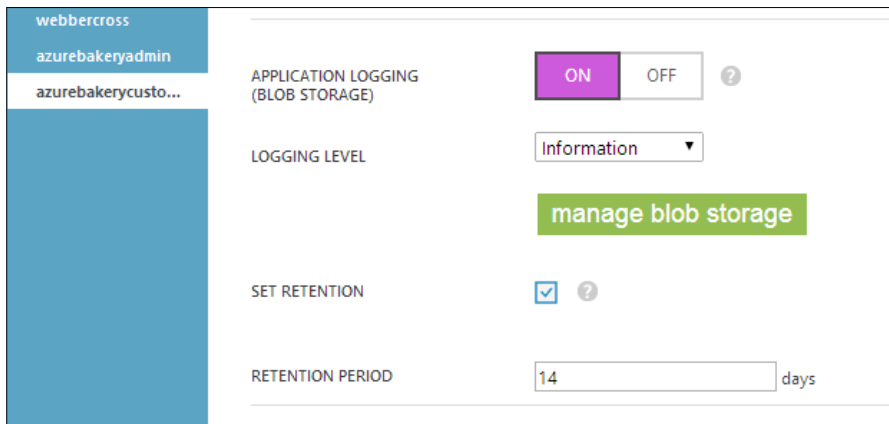 webbercross
azurebakeryadmin
azurebakerycusto...
APPLICATION LOGGING
(BLOB STORAGE)
ON OFF ?
LOGGING LEVEL
Information
manage blob storage
SET RETENTION
?
RETENTION PERIOD
14 days